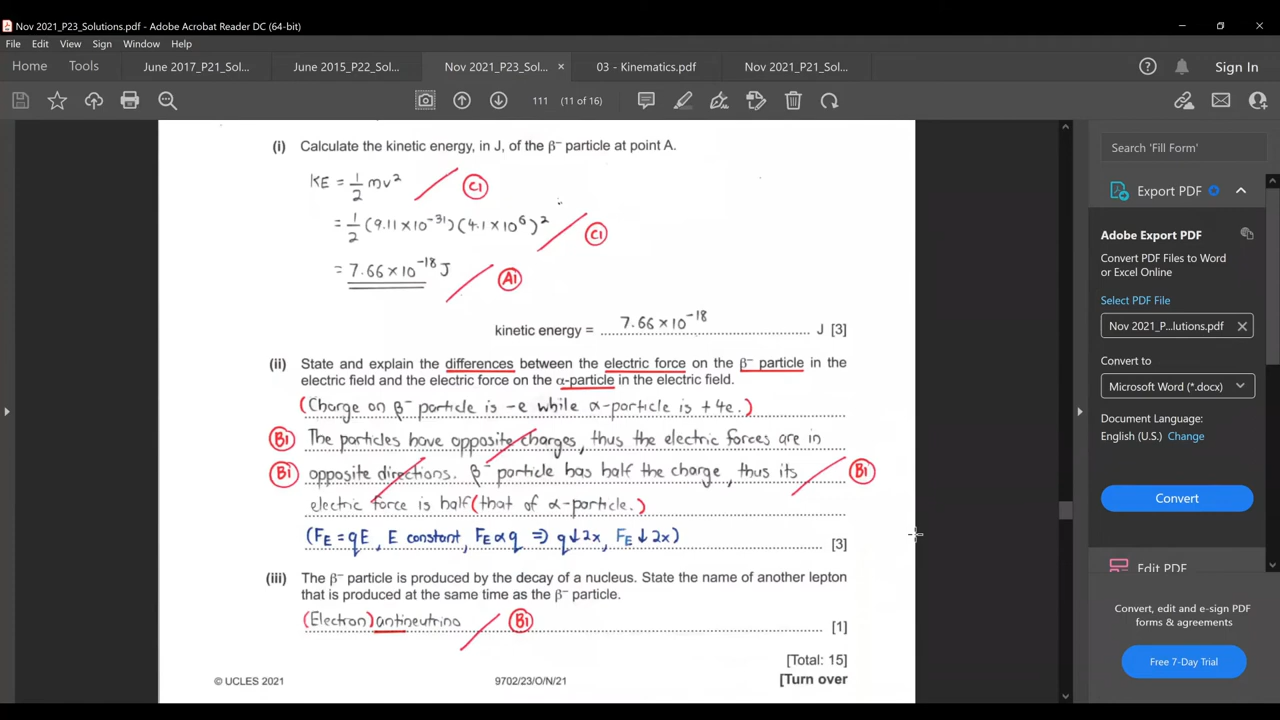 Nov 2021_P23_Solutions.pdf - Adobe Acrobat Reader DC (64-bit)
File Edit View Sign Window Help
Home Tools June 2017_P21_Sol... June 2015_P22_Sol... Nov 2021_P23_So... × 03 - Kinematics.pdf Nov 2021_P21_Sol... Sign In
111 (11 of 16)
(i) Calculate the kinetic energy, in J, of the β⁻ particle at point A.
KE = 1/2 mv² C1
= 1/2 (9.11 × 10⁻³¹)(4.1 × 10⁶)² C1
= 7.66 × 10⁻¹⁸ J A1
kinetic energy = 7.66 × 10⁻¹⁸ J [3]
(ii) State and explain the differences between the electric force on the β⁻ particle in the
electric field and the electric force on the α-particle in the electric field.
(Charge on β⁻ particle is -e while α-particle is +4e.)
B1 The particles have opposite charges, thus the electric forces are in
B1 opposite directions. β⁻ particle has half the charge, thus its B1
electric force is half (that of α-particle.)
(F_E = qE, E constant, F_E ∝ q ⇒ q↓2x, F_E↓2x)
[3]
(iii) The β⁻ particle is produced by the decay of a nucleus. State the name of another lepton
that is produced at the same time as the β⁻ particle.
(Electron) antineutrino B1
[1]
[Total: 15]
© UCLES 2021 9702/23/O/N/21 [Turn over
Search 'Fill Form'
Export PDF
Adobe Export PDF
Convert PDF Files to Word
or Excel Online
Select PDF File
Nov 2021_P...lutions.pdf ×
Convert to
Microsoft Word (*.docx)
Document Language:
English (U.S.) Change
Convert
Edit PDF
Convert, edit and e-sign PDF
forms & agreements
Free 7-Day Trial